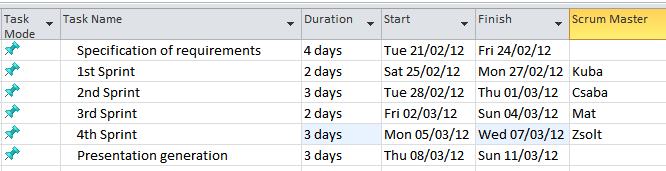 Task Mode Task Name Duration Start Finish Scrum Master
Specification of requirements 4 days Tue 21/02/12 Fri 24/02/12
1st Sprint 2 days Sat 25/02/12 Mon 27/02/12 Kuba
2nd Sprint 3 days Tue 28/02/12 Thu 01/03/12 Csaba
3rd Sprint 2 days Fri 02/03/12 Sun 04/03/12 Mat
4th Sprint 3 days Mon 05/03/12 Wed 07/03/12 Zsolt
Presentation generation 3 days Thu 08/03/12 Sun 11/03/12